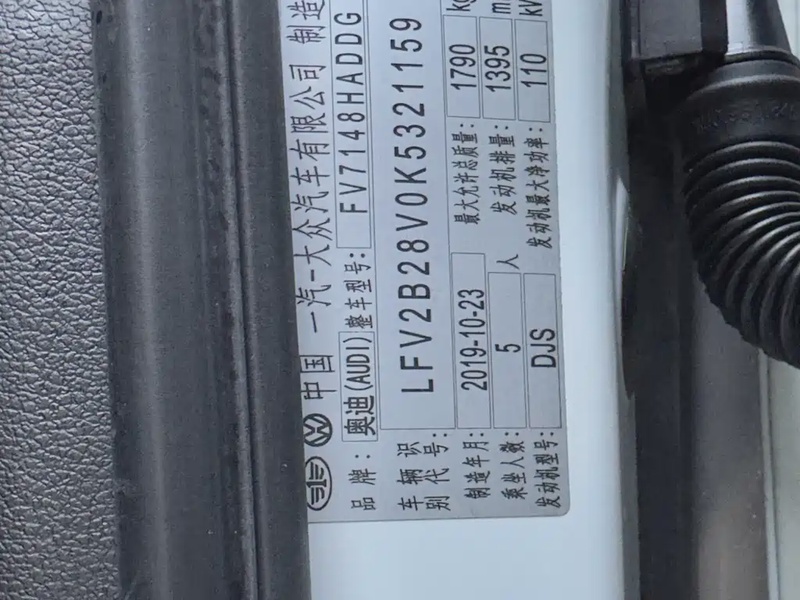 中国 一汽-大众汽车有限公司 制造
品牌: 奥迪(AUDI) 整车型号: FV7148HADDG
车辆识别代号: LFV2B28V0K5321159
制造年月: 2019-10-23 最大允许总质量: 1790 kg
乘坐人数: 5 人 发动机排量: 1395 m
发动机型号: DJS 发动机最大净功率: 110 kW